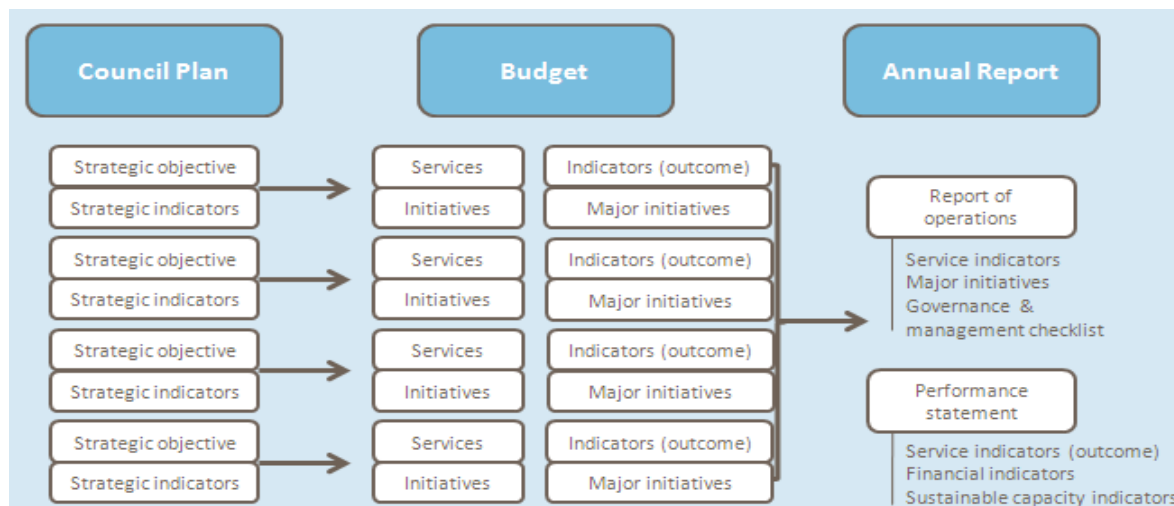 Council Plan
Budget
Annual Report
Strategic objective
Strategic indicators
Services
Initiatives
Indicators (outcome)
Major initiatives
Strategic objective
Strategic indicators
Services
Initiatives
Indicators (outcome)
Major initiatives
Strategic objective
Strategic indicators
Services
Initiatives
Indicators (outcome)
Major initiatives
Strategic objective
Strategic indicators
Services
Initiatives
Indicators (outcome)
Major initiatives
Report of
operations
Service indicators
Major initiatives
Governance &
management checklist
Performance
statement
Service indicators (outcome)
Financial indicators
Sustainable capacity indicators